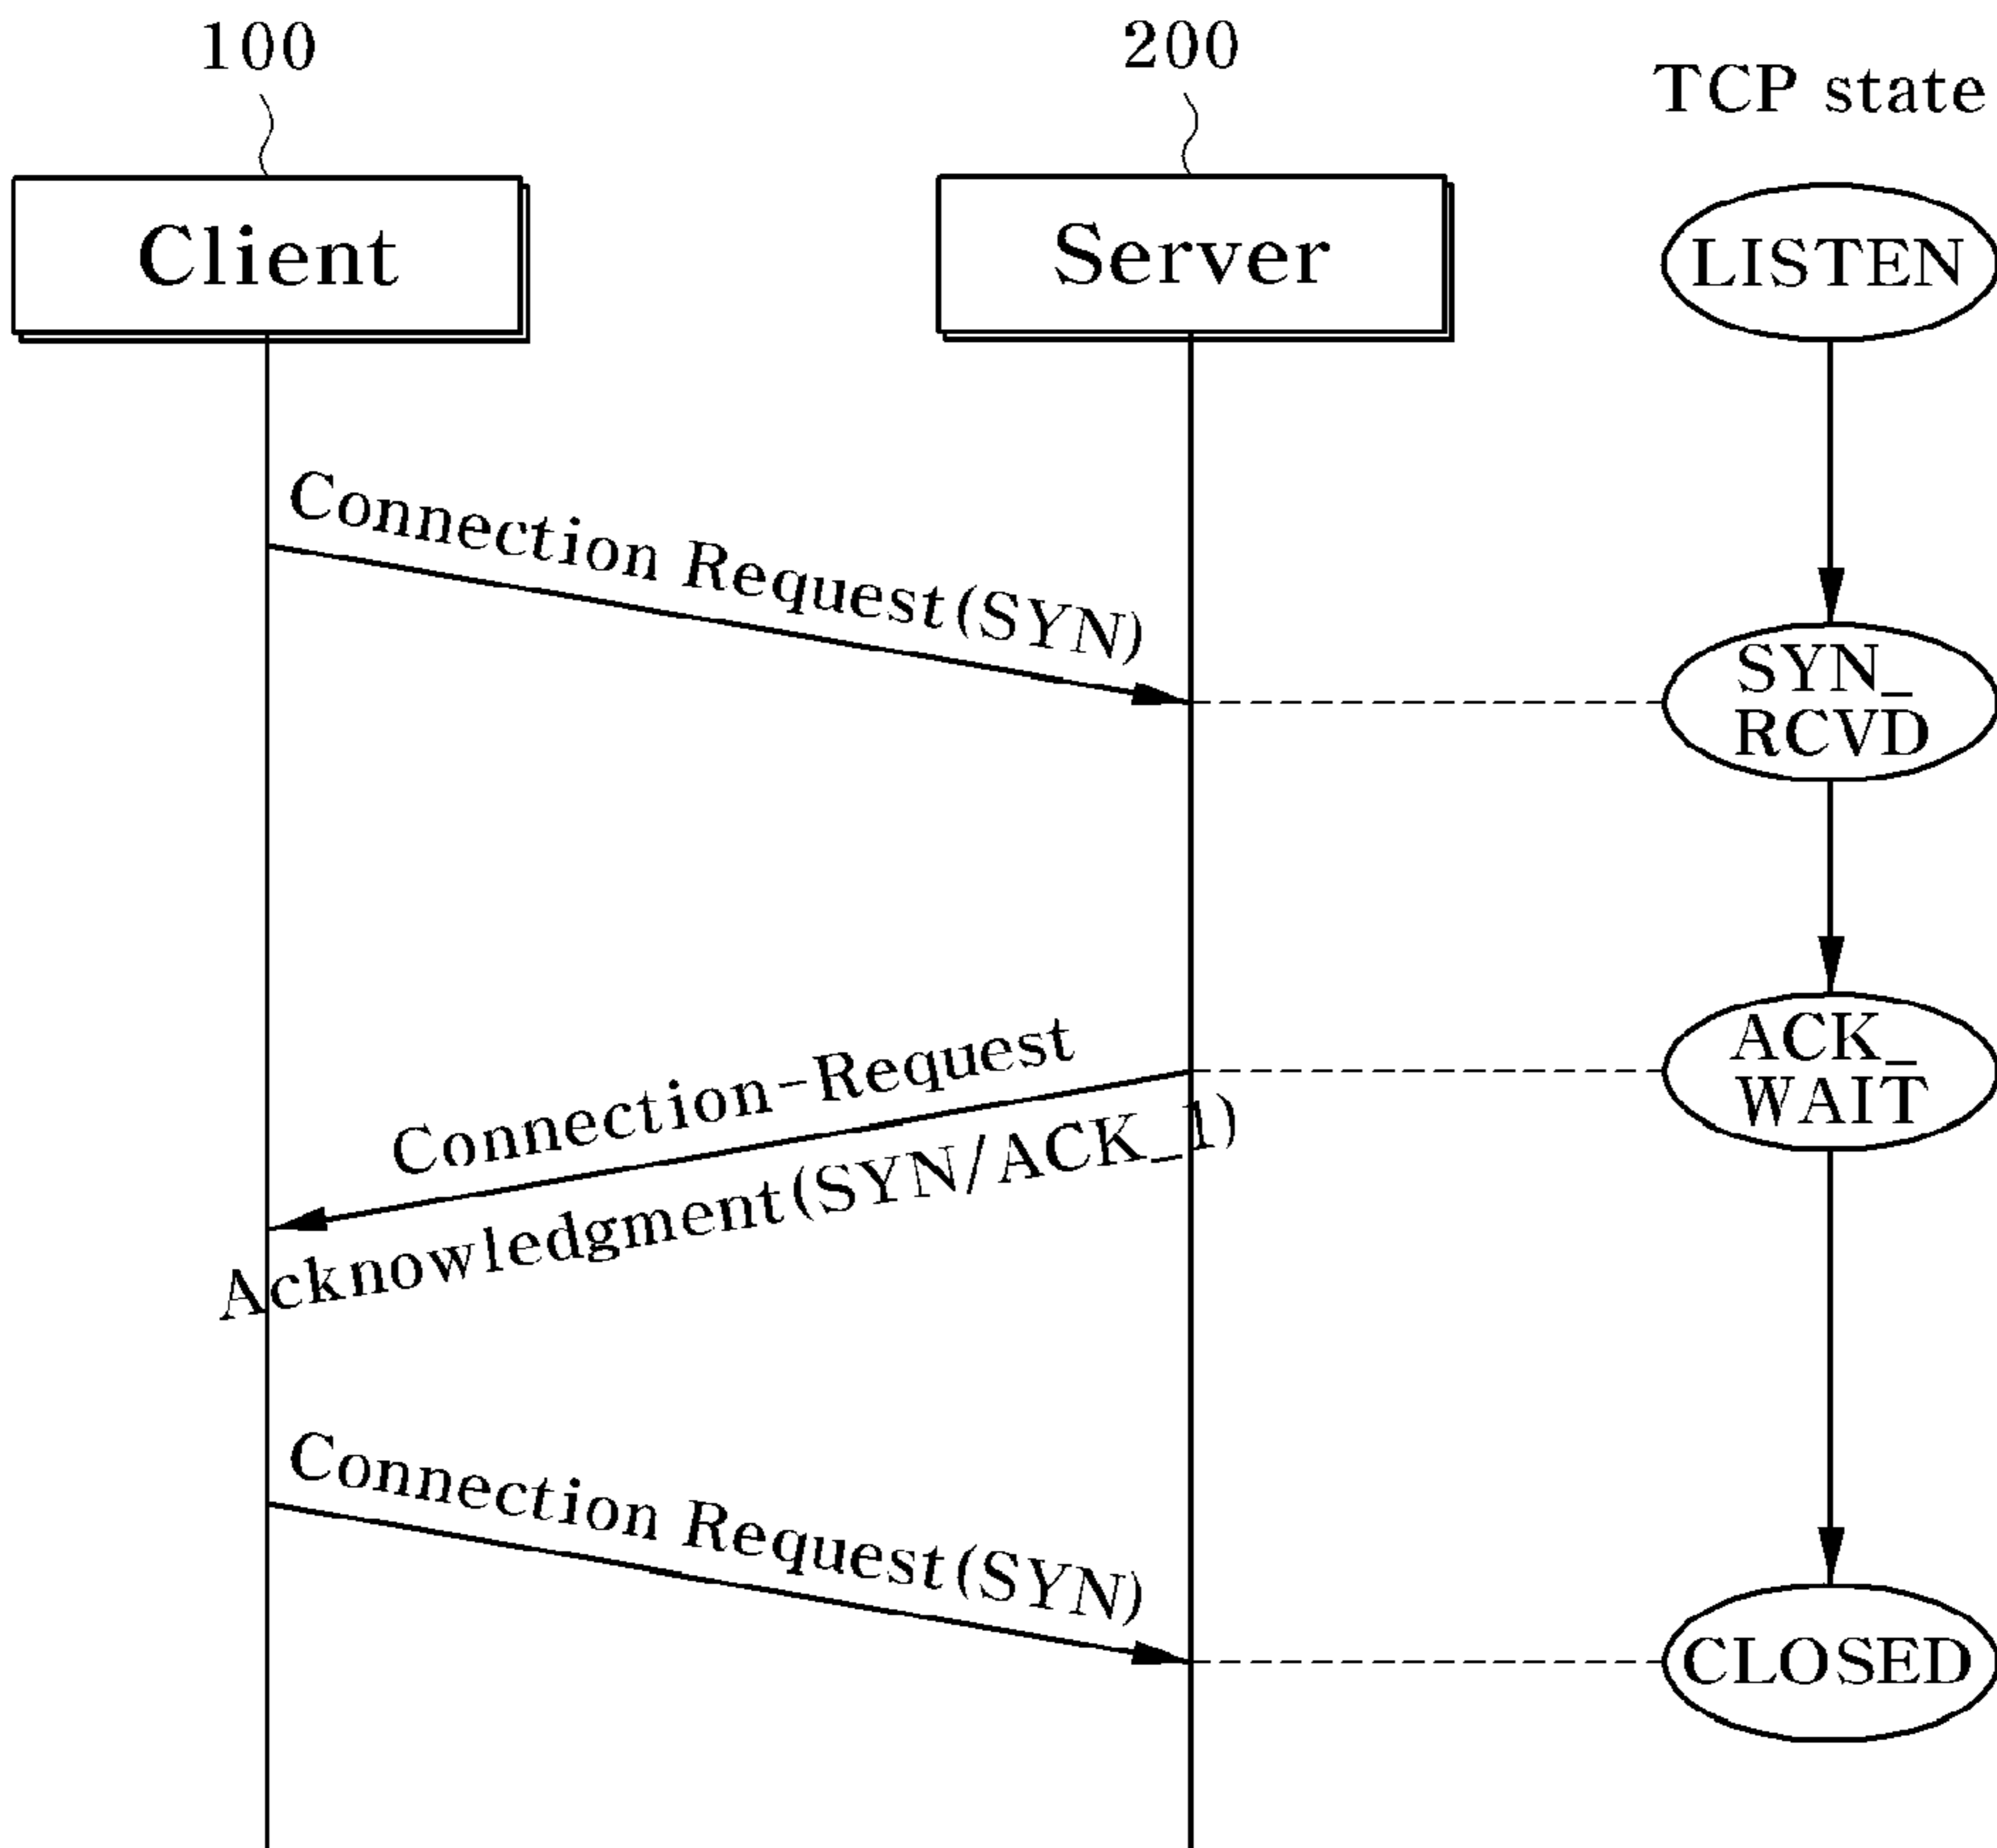 100
200
TCP state
Client
Server
LISTEN
Connection Request(SYN)
SYN_
RCVD
ACK_
WAIT
Connection-Request
Acknowledgment(SYN/ACK_1)
Connection Request(SYN)
CLOSED